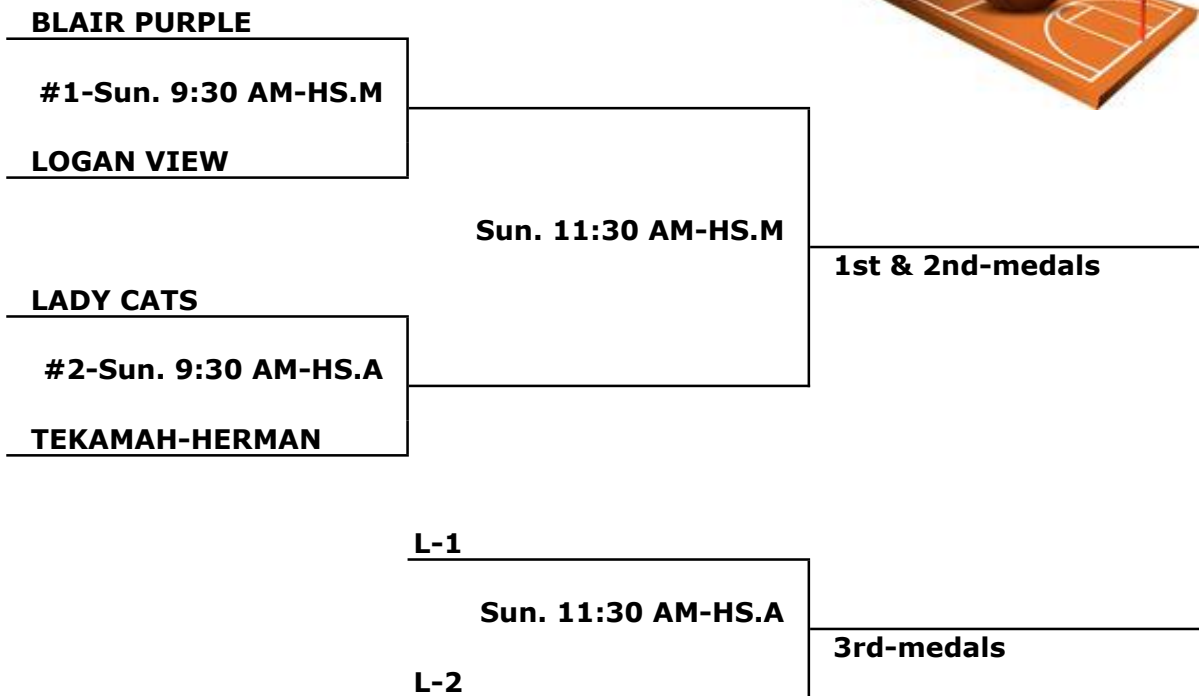 BLAIR PURPLE
#1-Sun. 9:30 AM-HS.M
LOGAN VIEW
Sun. 11:30 AM-HS.M
1st & 2nd-medals
LADY CATS
#2-Sun. 9:30 AM-HS.A
TEKAMAH-HERMAN
L-1
Sun. 11:30 AM-HS.A
3rd-medals
L-2